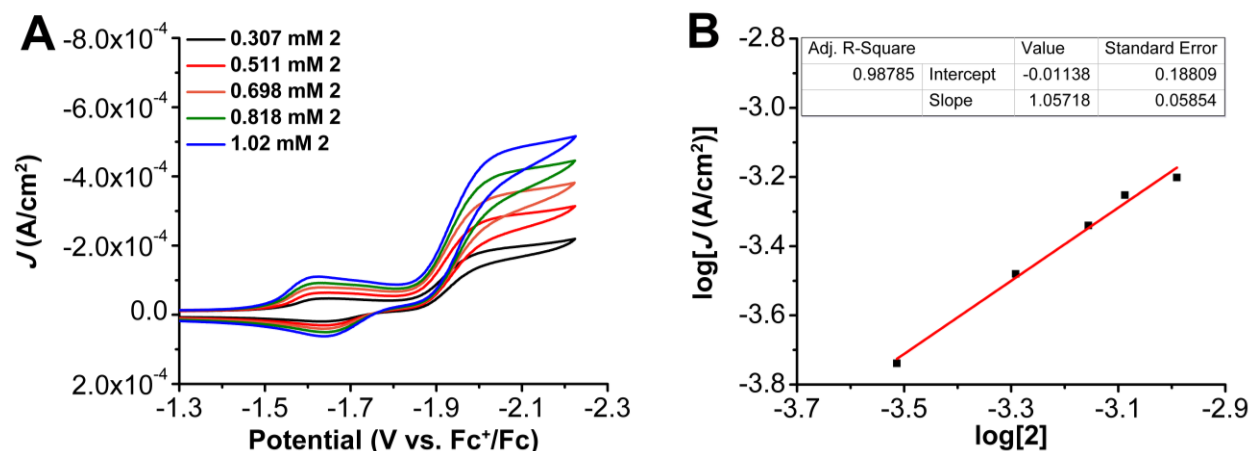 A
J (A/cm²)
-8.0x10⁻⁴
-6.0x10⁻⁴
-4.0x10⁻⁴
-2.0x10⁻⁴
0.0
2.0x10⁻⁴
0.307 mM 2
0.511 mM 2
0.698 mM 2
0.818 mM 2
1.02 mM 2
-1.3 -1.5 -1.7 -1.9 -2.1 -2.3
Potential (V vs. Fc⁺/Fc)
B
log[J (A/cm²)]
-2.8
-3.0
-3.2
-3.4
-3.6
-3.8
Adj. R-Square Value Standard Error
0.98785 Intercept -0.01138 0.18809
Slope 1.05718 0.05854
-3.7 -3.5 -3.3 -3.1 -2.9
log[2]